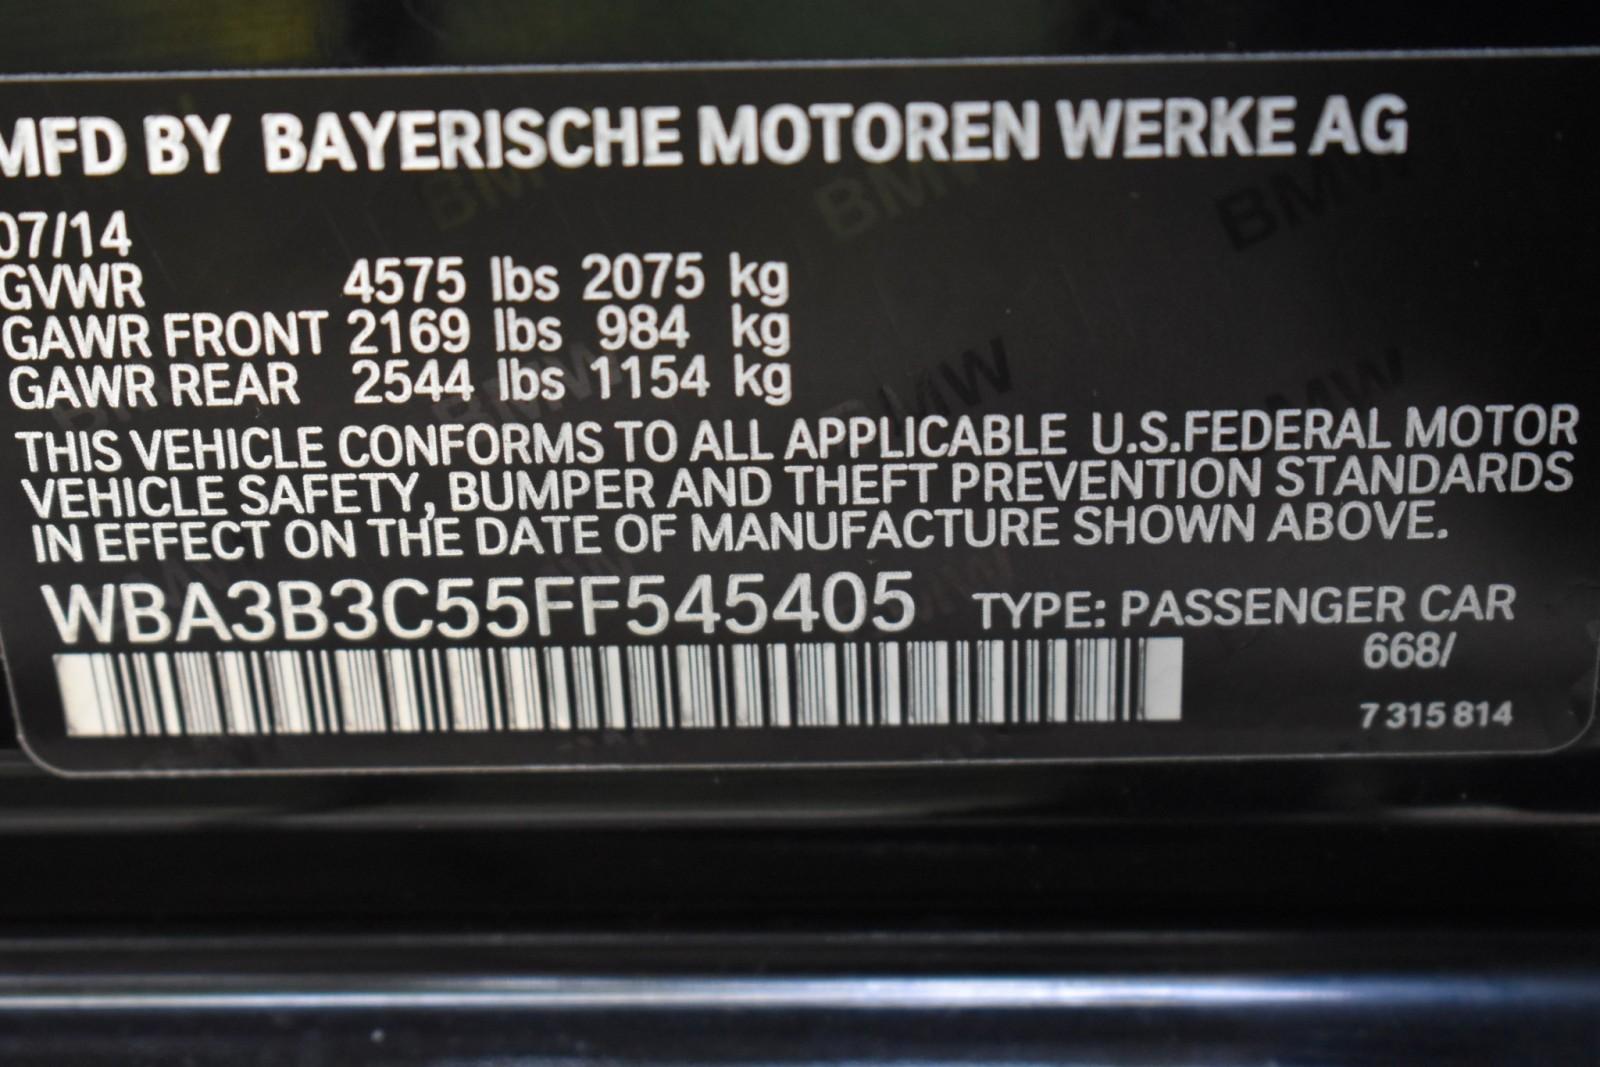 MFD BY BAYERISCHE MOTOREN WERKE AG
07/14
GVWR 4575 lbs 2075 kg
GAWR FRONT 2169 lbs 984 kg
GAWR REAR 2544 lbs 1154 kg
THIS VEHICLE CONFORMS TO ALL APPLICABLE U.S.FEDERAL MOTOR
VEHICLE SAFETY, BUMPER AND THEFT PREVENTION STANDARDS
IN EFFECT ON THE DATE OF MANUFACTURE SHOWN ABOVE.
WBA3B3C55FF545405 TYPE: PASSENGER CAR
668/
7 315 814